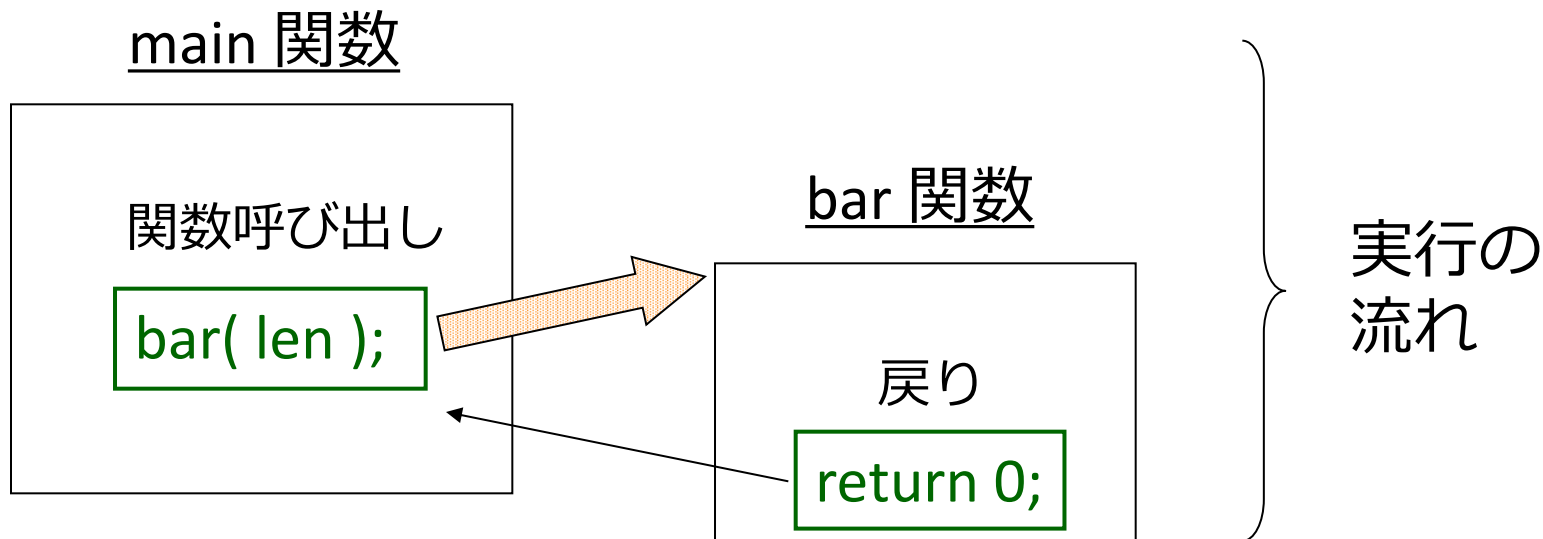 main 関数
関数呼び出し
bar( len );
bar 関数
戻り
return 0;
実行の
流れ